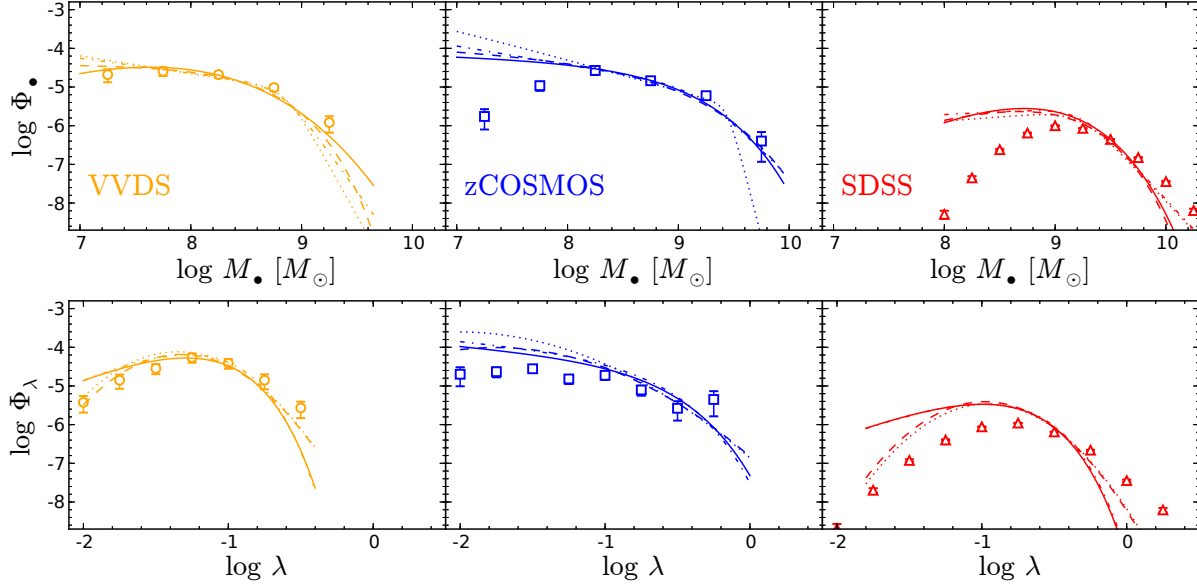 -3
-4
-5
-6
-7
-8
log Φ•
VVDS
zCOSMOS
SDSS
7 8 9 10 7 8 9 10 8 9 10
log M• [M⊙] log M• [M⊙] log M• [M⊙]
-3
-4
-5
-6
-7
-8
log Φλ
-2 -1 0 -2 -1 0 -2 -1 0
log λ log λ log λ